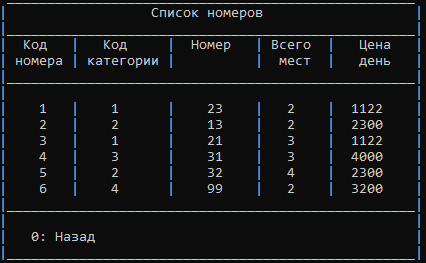 Список номеров
Код | Код | Номер | Всего | Цена
номера | категории | | мест | день
1 | 1 | 23 | 2 | 1122
2 | 2 | 13 | 2 | 2300
3 | 1 | 21 | 3 | 1122
4 | 3 | 31 | 3 | 4000
5 | 2 | 32 | 4 | 2300
6 | 4 | 99 | 2 | 3200
0: Назад